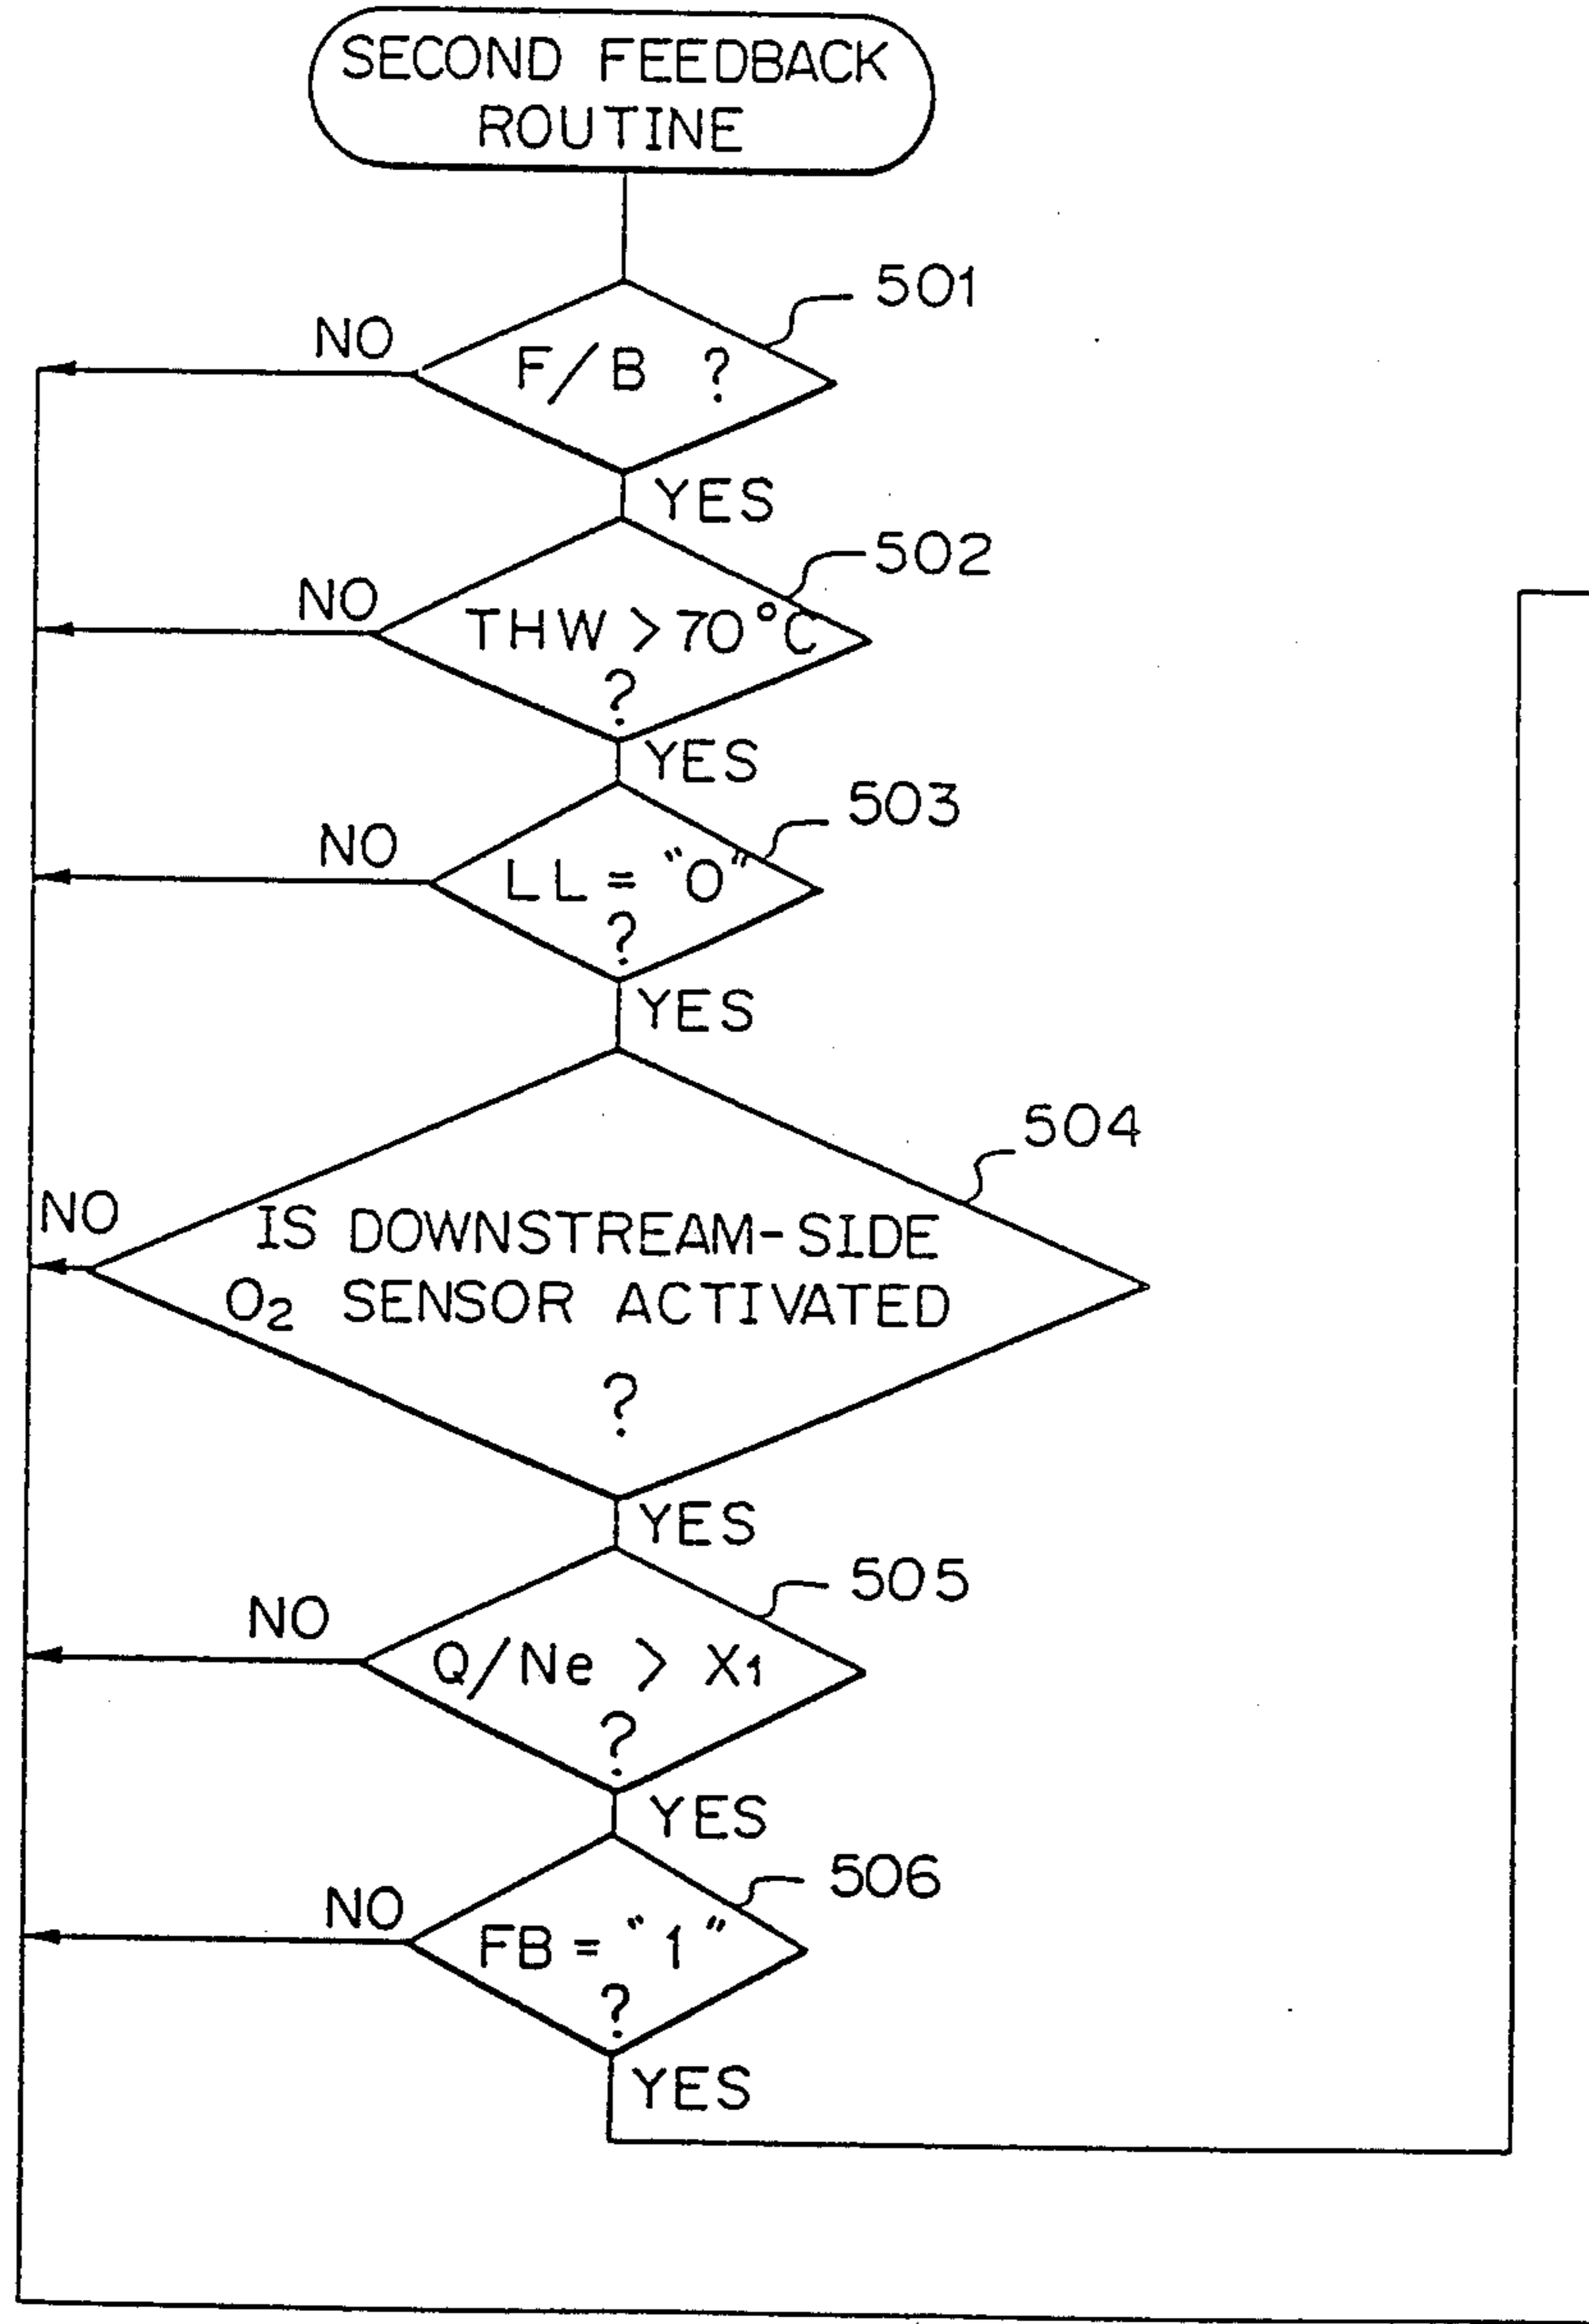 SECOND FEEDBACK
ROUTINE
501
NO
F/B ?
YES
502
NO
THW > 70°C
?
YES
503
NO
LL = "0"
?
YES
504
NO
IS DOWNSTREAM-SIDE
O2 SENSOR ACTIVATED
?
YES
505
NO
Q/Ne > X1
?
YES
506
NO
FB = "1"
?
YES